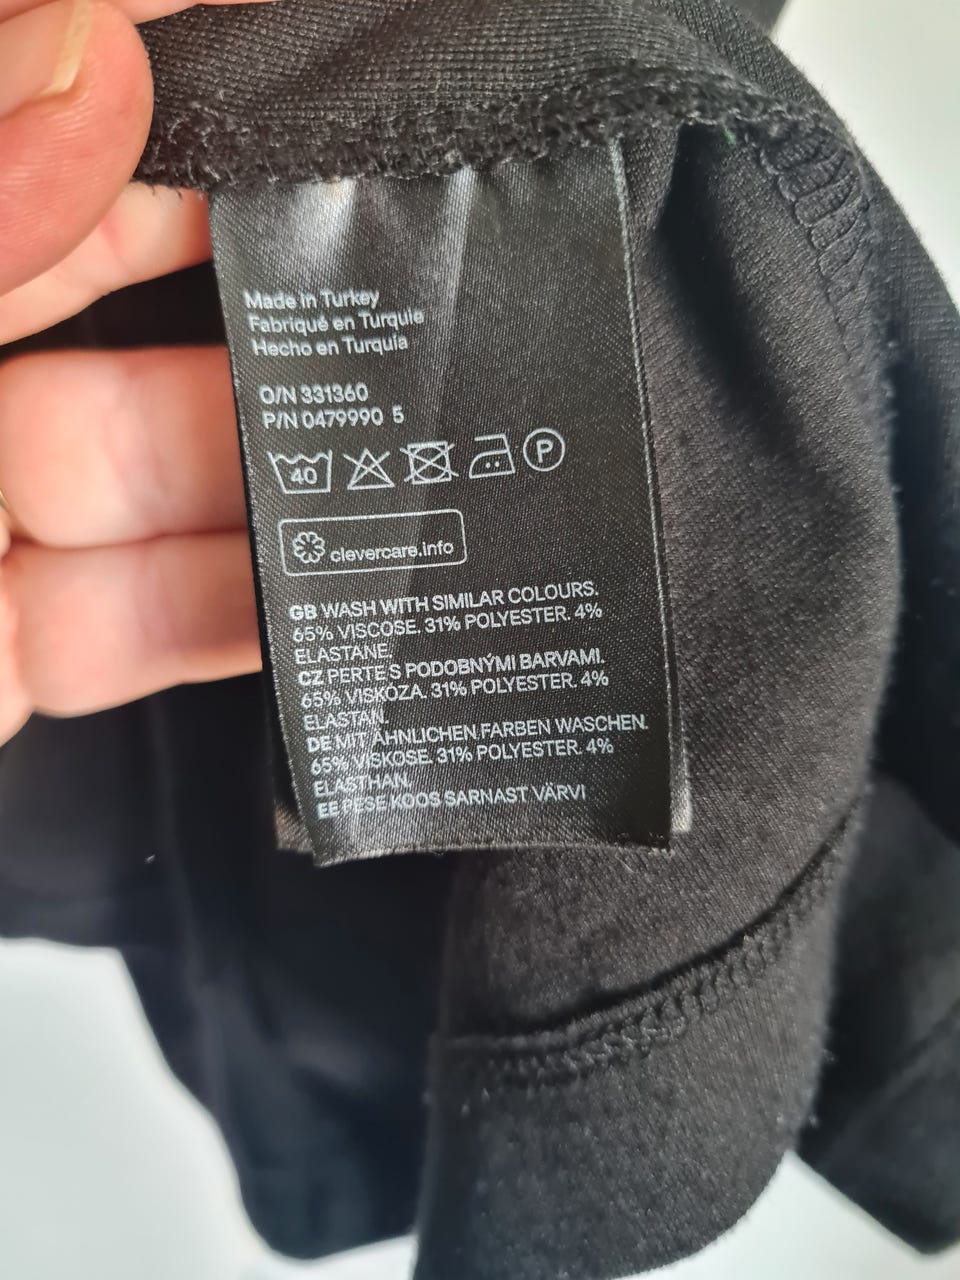 Made in Turkey
Fabriqué en Turquie
Hecho en Turquía
O/N 331360
P/N 0479990 5
40 P
clevercare.info
GB WASH WITH SIMILAR COLOURS.
65% VISCOSE. 31% POLYESTER. 4%
ELASTANE.
CZ PERTE S PODOBNÝMI BARVAMI.
65% VISKÓZA. 31% POLYESTER. 4%
ELASTAN.
DE MIT ÄHNLICHEN FARBEN WASCHEN.
65% VISKOSE. 31% POLYESTER. 4%
ELASTHAN.
EE PESE KOOS SARNAST VÄRVI